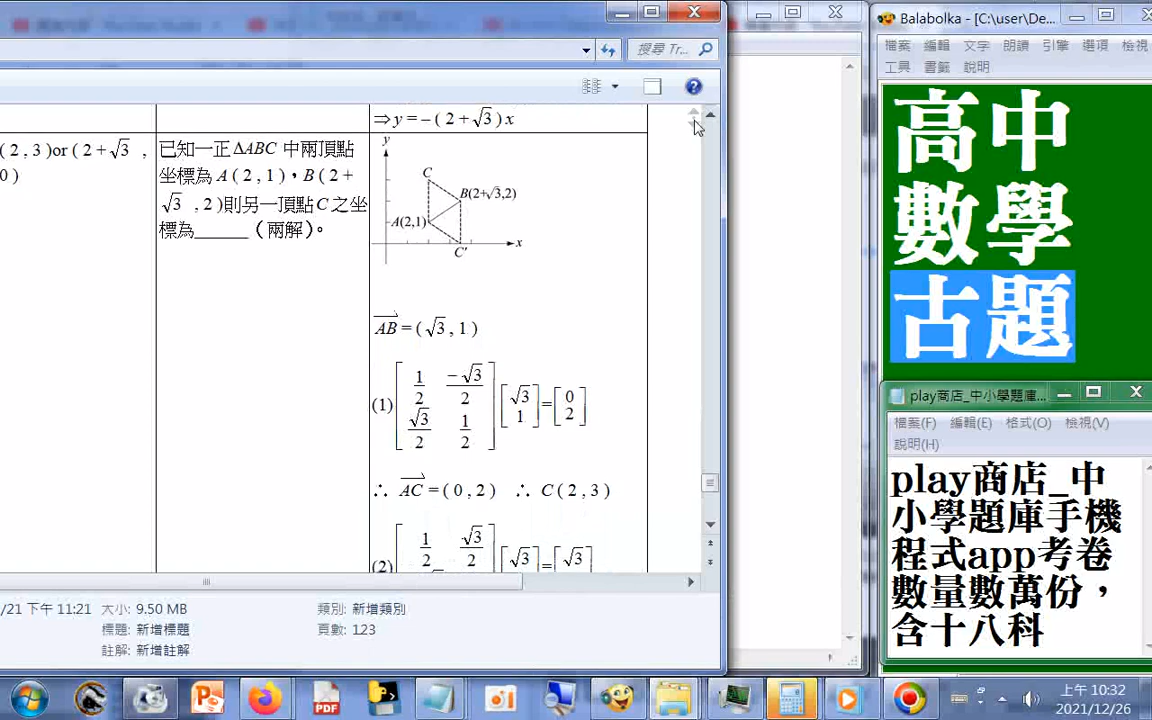 搜尋 Tr...
⇒ y = – ( 2 + √3 ) x
( 2 , 3 )or ( 2 + √3 ,
0 )
已知一正 ΔABC 中兩頂點
坐標為 A ( 2 , 1 )，B ( 2 +
√3 , 2 )則另一頂點 C 之坐
標為______（兩解）。
y
C
B(2+√3,2)
A(2,1)
x
C'
AB = ( √3 , 1 )
(1) [ 1/2 –√3/2 ; √3/2 1/2 ] [ √3 ; 1 ] = [ 0 ; 2 ]
∴ AC = ( 0 , 2 ) ∴ C ( 2 , 3 )
(2) [ 1/2 √3/2 ] [ √3 ] = [ √3 ]
/21 下午 11:21 大小: 9.50 MB 類別: 新增類別
標題: 新增標題 頁數: 123
註解: 新增註解
Balabolka - [C:\user\De...
檔案 編輯 文字 朗讀 引擎 選項 檢視
工具 書籤 說明
高中
數學
古題
play商店_中小學題庫...
檔案(F) 編輯(E) 格式(O) 檢視(V)
說明(H)
play商店_中
小學題庫手機
程式app考卷
數量數萬份，
含十八科
PDF
上午 10:32
2021/12/26